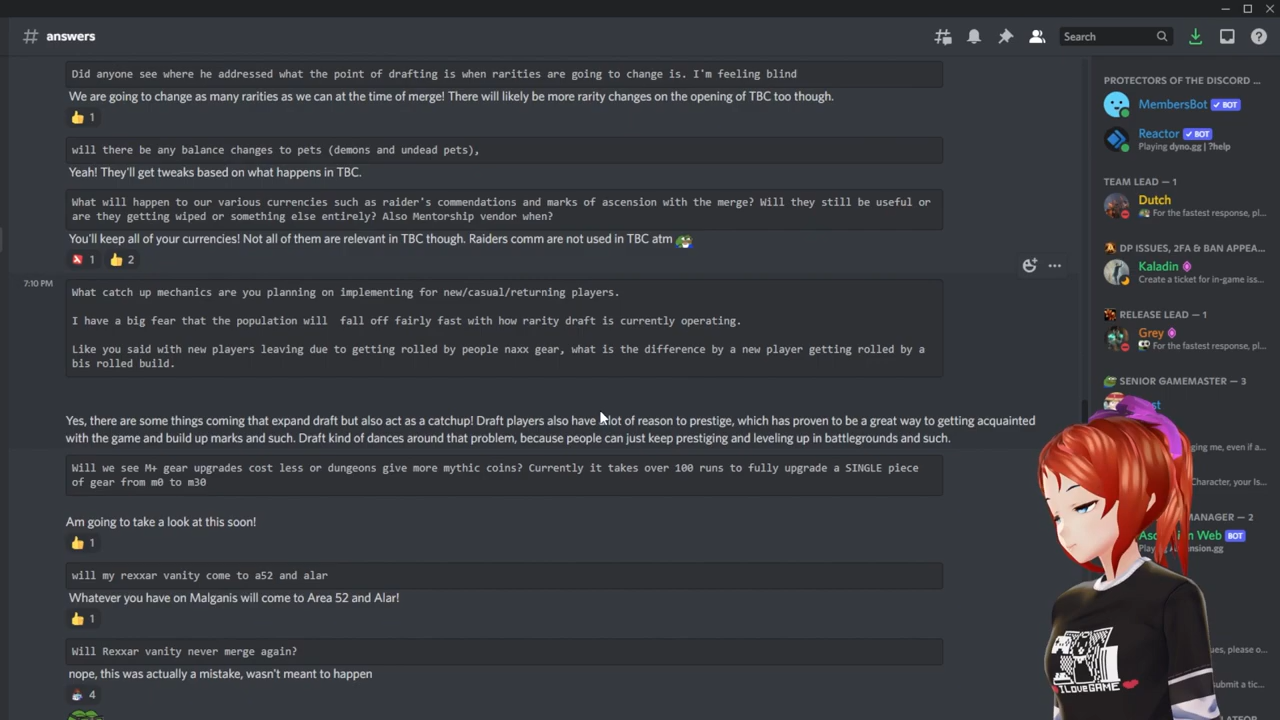 answers
Search
Did anyone see where he addressed what the point of drafting is when rarities are going to change is. I'm feeling blind
We are going to change as many rarities as we can at the time of merge! There will likely be more rarity changes on the opening of TBC too though.
1
will there be any balance changes to pets (demons and undead pets),
Yeah! They'll get tweaks based on what happens in TBC.
What will happen to our various currencies such as raider's commendations and marks of ascension with the merge? Will they still be useful or
are they getting wiped or something else entirely? Also Mentorship vendor when?
You'll keep all of your currencies! Not all of them are relevant in TBC though. Raiders comm are not used in TBC atm
1 2
7:10 PM
What catch up mechanics are you planning on implementing for new/casual/returning players.
I have a big fear that the population will  fall off fairly fast with how rarity draft is currently operating.
Like you said with new players leaving due to getting rolled by people naxx gear, what is the difference by a new player getting rolled by a
bis rolled build.
Yes, there are some things coming that expand draft but also act as a catchup! Draft players also have a lot of reason to prestige, which has proven to be a great way to getting acquainted
with the game and build up marks and such. Draft kind of dances around that problem, because people can just keep prestiging and leveling up in battlegrounds and such.
Will we see M+ gear upgrades cost less or dungeons give more mythic coins? Currently it takes over 100 runs to fully upgrade a SINGLE piece
of gear from m0 to m30
Am going to take a look at this soon!
1
will my rexxar vanity come to a52 and alar
Whatever you have on Malganis will come to Area 52 and Alar!
1
Will Rexxar vanity never merge again?
nope, this was actually a mistake, wasn't meant to happen
4
PROTECTORS OF THE DISCORD ...
MembersBot BOT
Reactor BOT
Playing dyno.gg | ?help
TEAM LEAD — 1
Dutch
For the fastest response, pl...
DP ISSUES, 2FA & BAN APPEA...
Kaladin
Create a ticket for in-game iss...
RELEASE LEAD — 1
Grey
For the fastest response, pl...
SENIOR GAMEMASTER — 3
ging me, even if a...
Character, your Is...
MANAGER — 2
Web BOT
nsion.gg
ues, please o...
submit a tic...
I LoveGAME